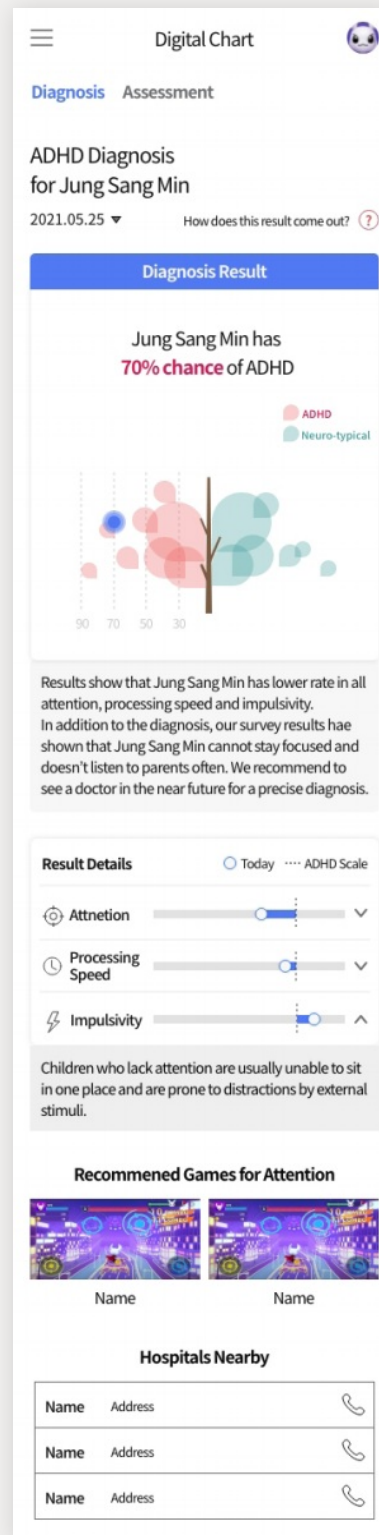 Digital Chart
Diagnosis Assessment
ADHD Diagnosis
for Jung Sang Min
2021.05.25 ▼ How does this result come out? ?
Diagnosis Result
Jung Sang Min has
70% chance of ADHD
ADHD
Neuro-typical
90 70 50 30
Results show that Jung Sang Min has lower rate in all
attention, processing speed and impulsivity.
In addition to the diagnosis, our survey results hae
shown that Jung Sang Min cannot stay focused and
doesn't listen to parents often. We recommend to
see a doctor in the near future for a precise diagnosis.
Result Details Today ADHD Scale
Attnetion
Processing
Speed
Impulsivity
Children who lack attention are usually unable to sit
in one place and are prone to distractions by external
stimuli.
Recommened Games for Attention
Name Name
Hospitals Nearby
Name Address
Name Address
Name Address